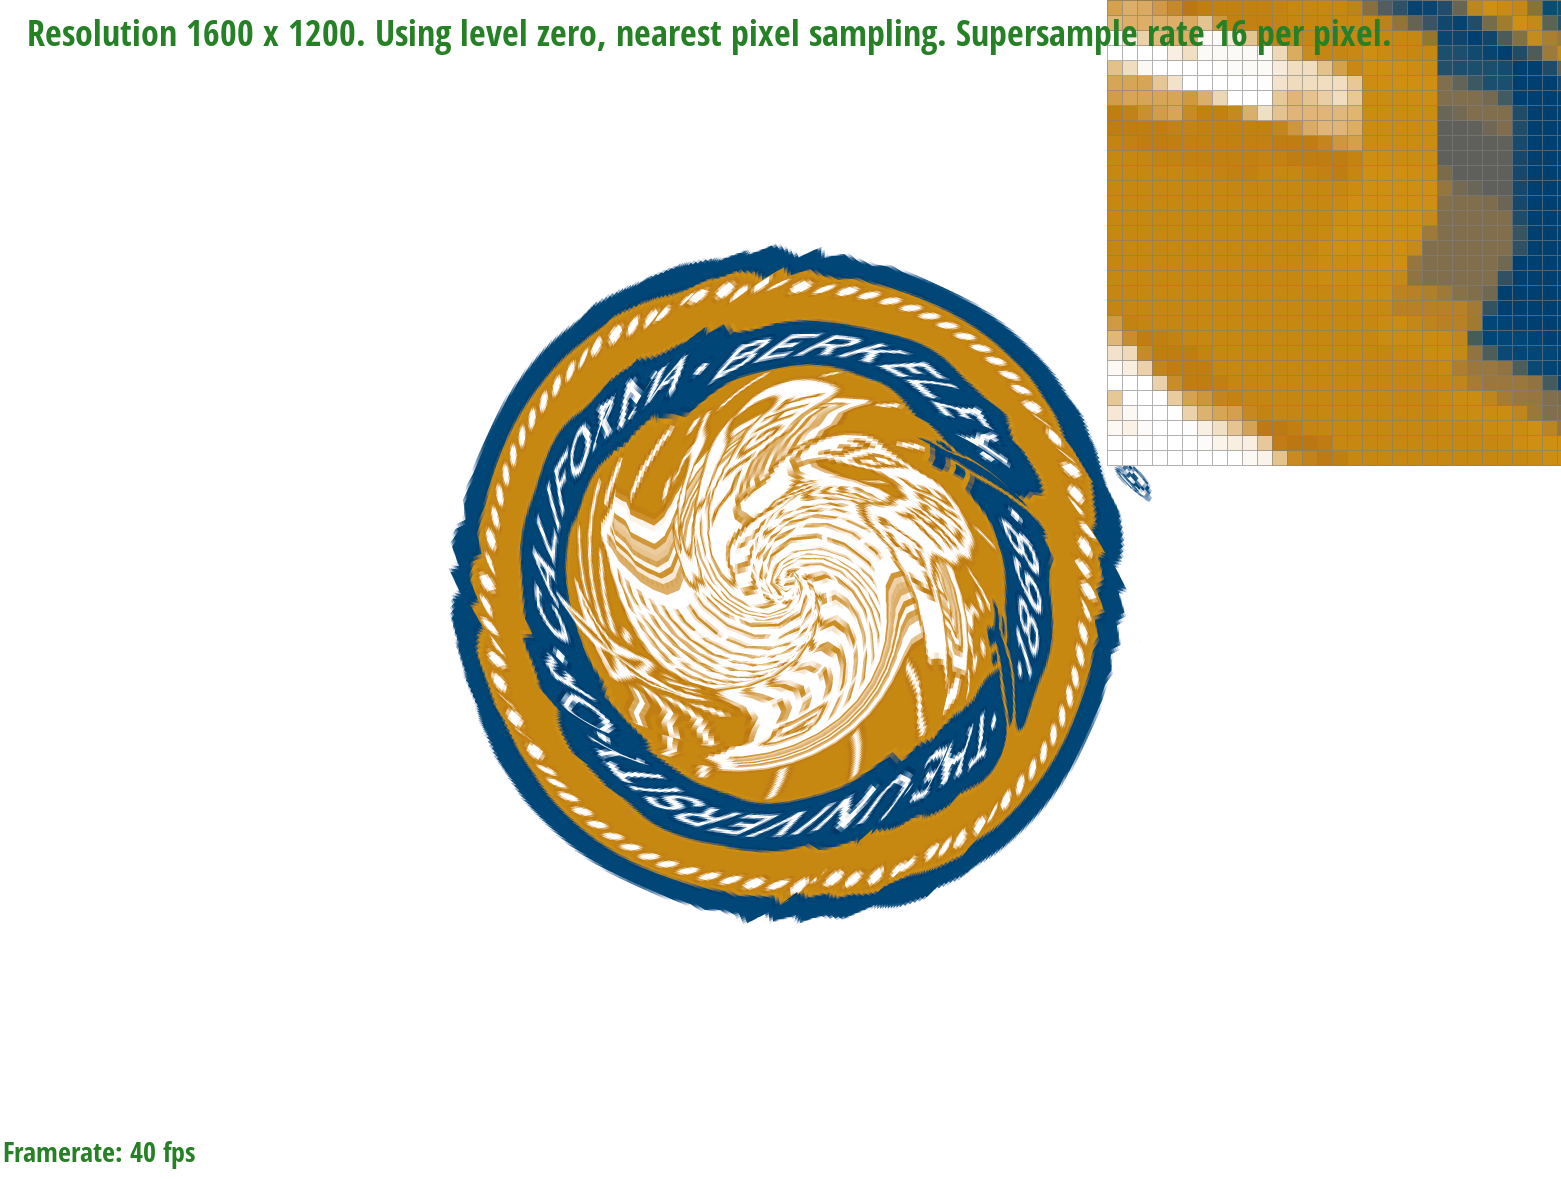 Resolution 1600 x 1200. Using level zero, nearest pixel sampling. Supersample rate 16 per pixel.
CALIFORNIA · BERKELEY
·1868·
·THE UNIVERSITY OF·
Framerate: 40 fps